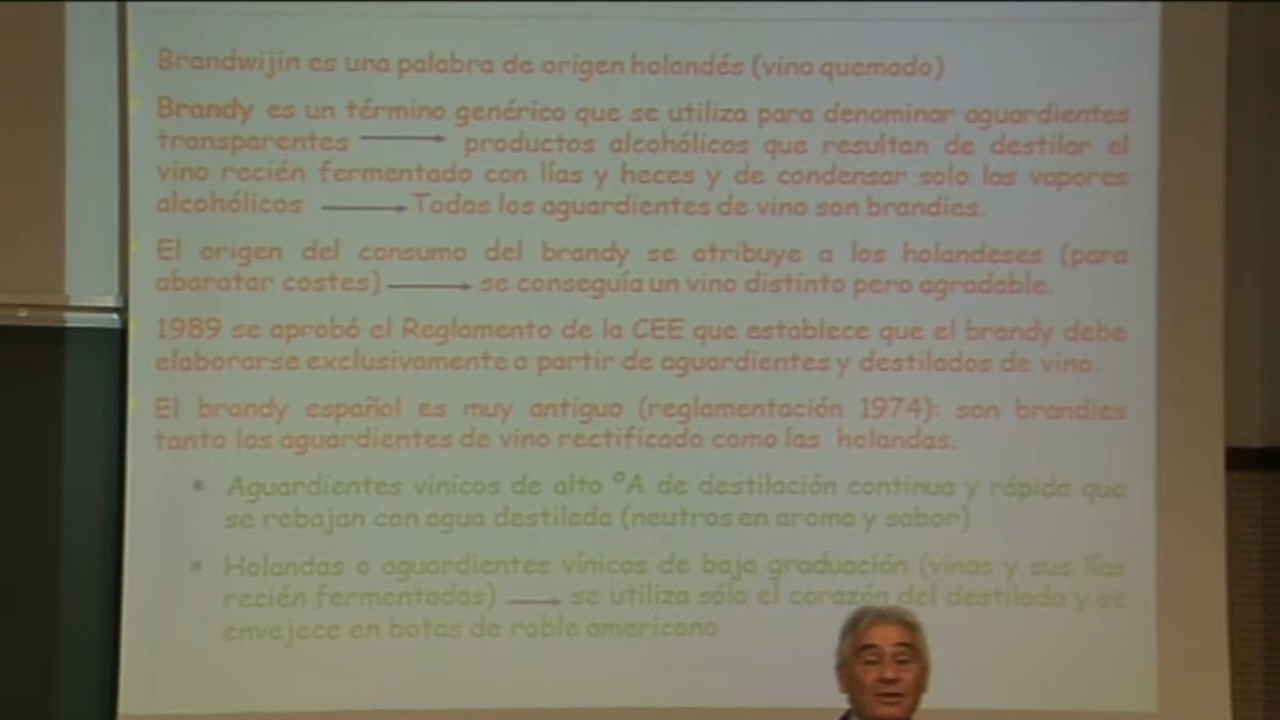 Brandwijin es una palabra de origen holandés (vino quemado)
Brandy es un término genérico que se utiliza para denominar aguardientes
transparentes productos alcohólicos que resultan de destilar el
vino recién fermentado con lías y heces y de condensar solo los vapores
alcohólicos Todos los aguardientes de vino son brandies.
El origen del consumo del brandy se atribuye a los holandeses (para
abaratar costes) se conseguía un vino distinto pero agradable.
1989 se aprobó el Reglamento de la CEE que establece que el brandy debe
elaborarse exclusivamente a partir de aguardientes y destilados de vino.
El brandy español es muy antiguo (reglamentación 1974): son brandies
tanto los aguardientes de vino rectificado como las holandas.
Aguardientes vínicos de alto ºA de destilación continua y rápida que
se rebajan con agua destilada (neutros en aroma y sabor)
Holandas o aguardientes vínicos de baja graduación (vinos y sus lías
recién fermentadas) se utiliza sólo el corazón del destilado y se
envejece en botas de roble americano